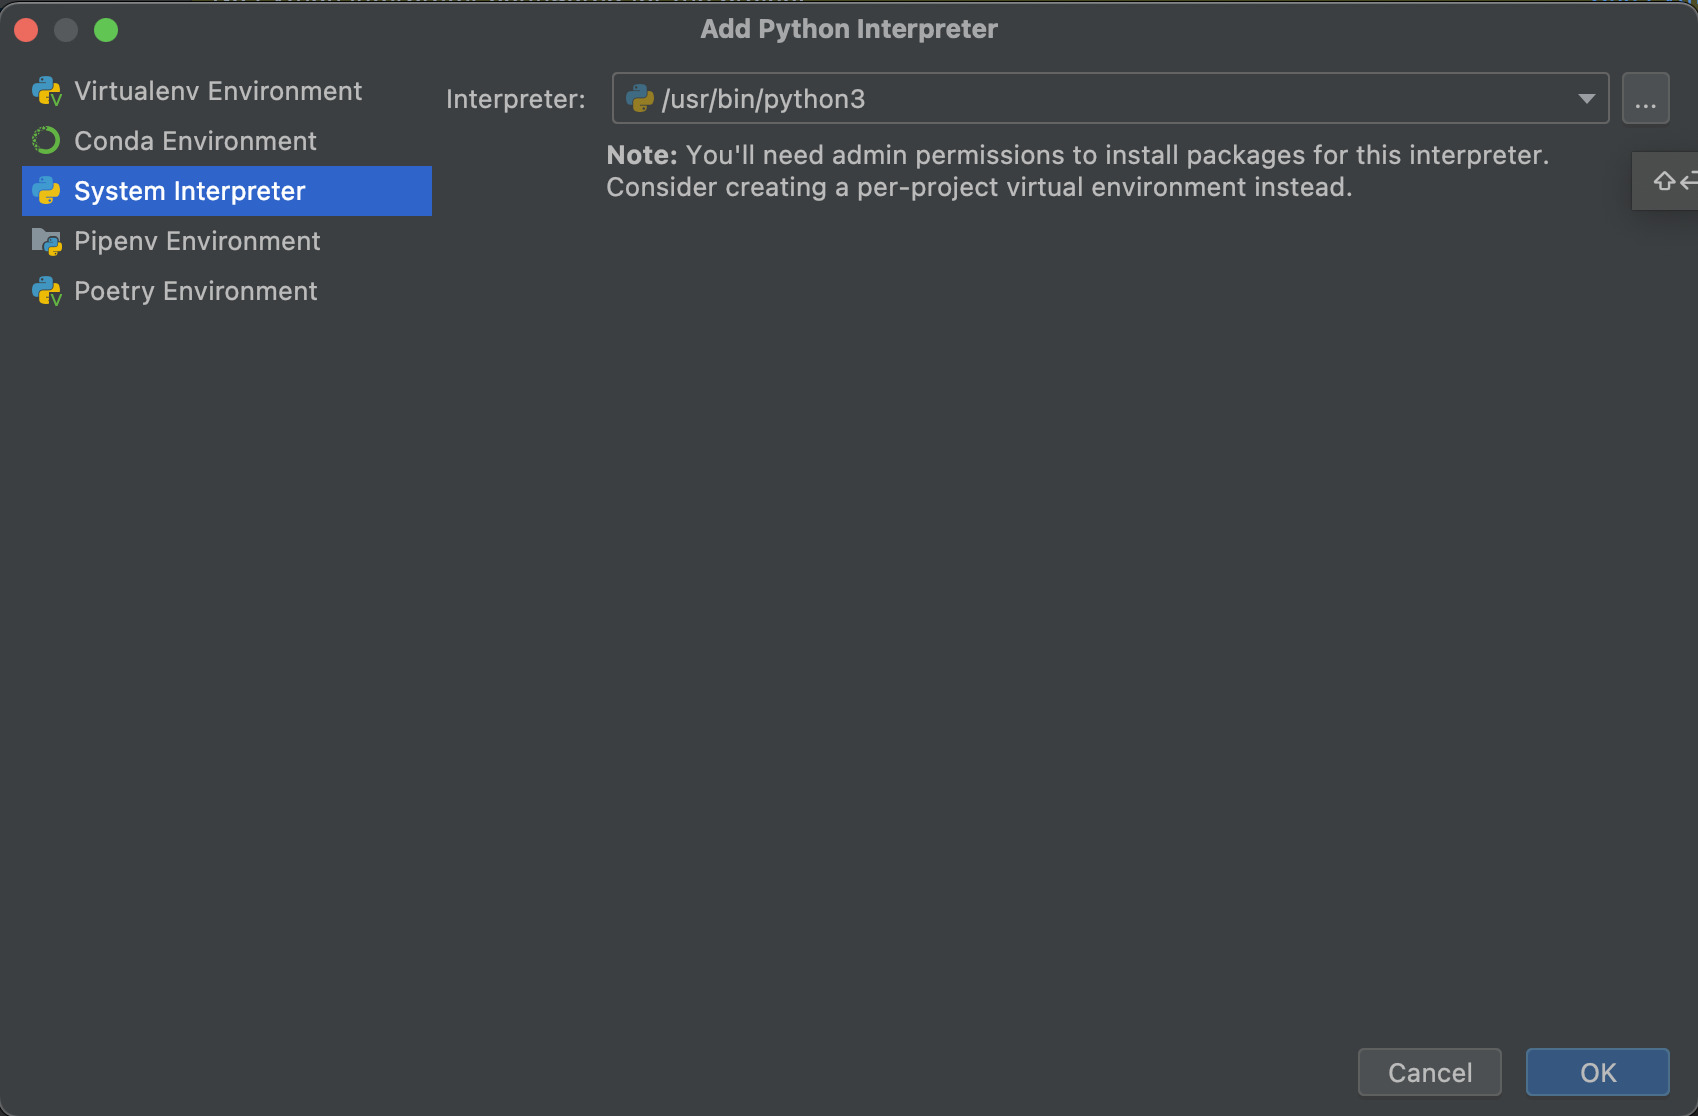 Add Python Interpreter
Virtualenv Environment
Conda Environment
System Interpreter
Pipenv Environment
Poetry Environment
Interpreter: /usr/bin/python3 ...
Note: You'll need admin permissions to install packages for this interpreter.
Consider creating a per-project virtual environment instead.
Cancel OK